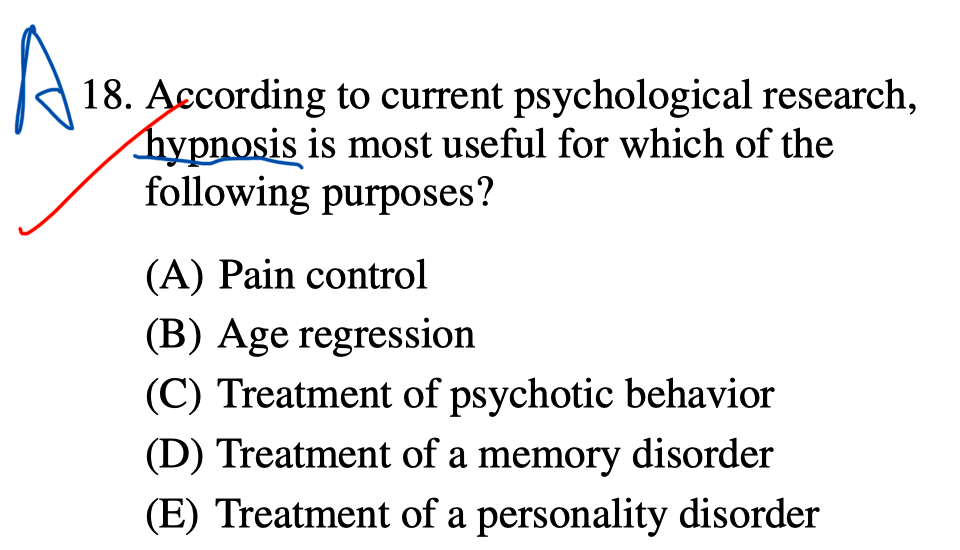 A
18. According to current psychological research,
hypnosis is most useful for which of the
following purposes?
(A) Pain control
(B) Age regression
(C) Treatment of psychotic behavior
(D) Treatment of a memory disorder
(E) Treatment of a personality disorder